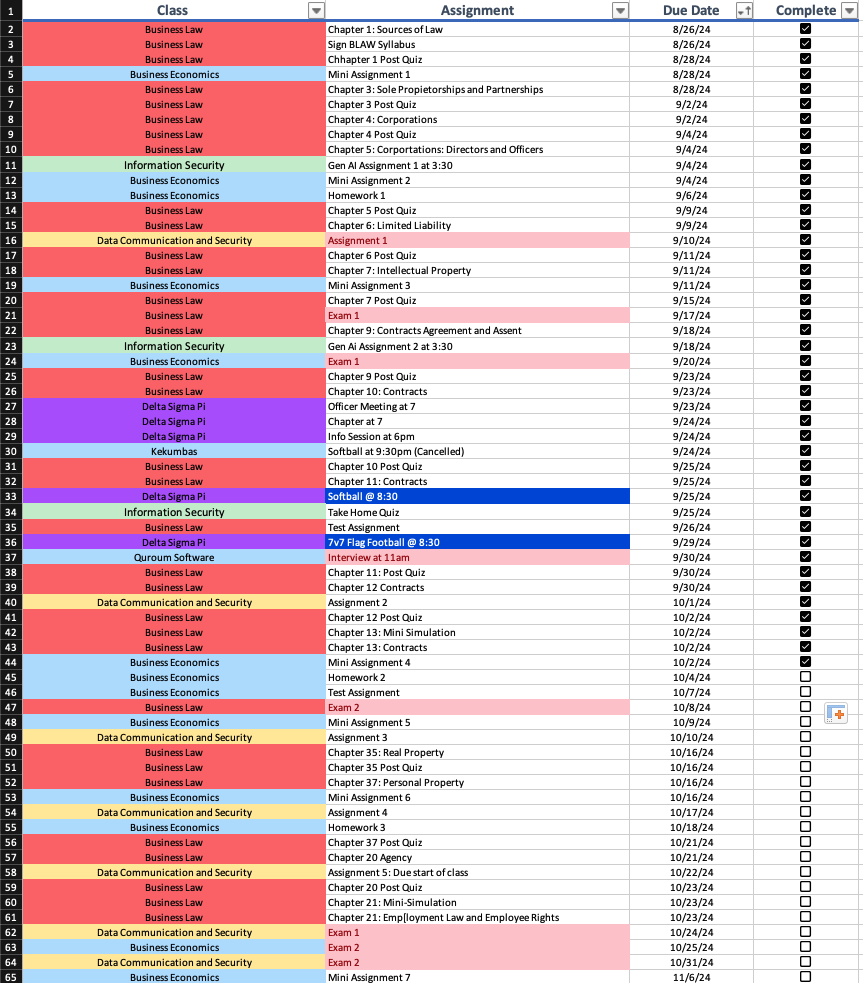 1 Class Assignment Due Date Complete
2 Business Law Chapter 1: Sources of Law 8/26/24
3 Business Law Sign BLAW Syllabus 8/26/24
4 Business Law Chhapter 1 Post Quiz 8/28/24
5 Business Economics Mini Assignment 1 8/28/24
6 Business Law Chapter 3: Sole Propietorships and Partnerships 8/28/24
7 Business Law Chapter 3 Post Quiz 9/2/24
8 Business Law Chapter 4: Corporations 9/2/24
9 Business Law Chapter 4 Post Quiz 9/4/24
10 Business Law Chapter 5: Corportations: Directors and Officers 9/4/24
11 Information Security Gen AI Assignment 1 at 3:30 9/4/24
12 Business Economics Mini Assignment 2 9/4/24
13 Business Economics Homework 1 9/6/24
14 Business Law Chapter 5 Post Quiz 9/9/24
15 Business Law Chapter 6: Limited Liability 9/9/24
16 Data Communication and Security Assignment 1 9/10/24
17 Business Law Chapter 6 Post Quiz 9/11/24
18 Business Law Chapter 7: Intellectual Property 9/11/24
19 Business Economics Mini Assignment 3 9/11/24
20 Business Law Chapter 7 Post Quiz 9/15/24
21 Business Law Exam 1 9/17/24
22 Business Law Chapter 9: Contracts Agreement and Assent 9/18/24
23 Information Security Gen Ai Assignment 2 at 3:30 9/18/24
24 Business Economics Exam 1 9/20/24
25 Business Law Chapter 9 Post Quiz 9/23/24
26 Business Law Chapter 10: Contracts 9/23/24
27 Delta Sigma Pi Officer Meeting at 7 9/23/24
28 Delta Sigma Pi Chapter at 7 9/24/24
29 Delta Sigma Pi Info Session at 6pm 9/24/24
30 Kekumbas Softball at 9:30pm (Cancelled) 9/24/24
31 Business Law Chapter 10 Post Quiz 9/25/24
32 Business Law Chapter 11: Contracts 9/25/24
33 Delta Sigma Pi Softball @ 8:30 9/25/24
34 Information Security Take Home Quiz 9/25/24
35 Business Law Test Assignment 9/26/24
36 Delta Sigma Pi 7v7 Flag Football @ 8:30 9/29/24
37 Quroum Software Interview at 11am 9/30/24
38 Business Law Chapter 11: Post Quiz 9/30/24
39 Business Law Chapter 12 Contracts 9/30/24
40 Data Communication and Security Assignment 2 10/1/24
41 Business Law Chapter 12 Post Quiz 10/2/24
42 Business Law Chapter 13: Mini Simulation 10/2/24
43 Business Law Chapter 13: Contracts 10/2/24
44 Business Economics Mini Assignment 4 10/2/24
45 Business Economics Homework 2 10/4/24
46 Business Economics Test Assignment 10/7/24
47 Business Law Exam 2 10/8/24
48 Business Economics Mini Assignment 5 10/9/24
49 Data Communication and Security Assignment 3 10/10/24
50 Business Law Chapter 35: Real Property 10/16/24
51 Business Law Chapter 35 Post Quiz 10/16/24
52 Business Law Chapter 37: Personal Property 10/16/24
53 Business Economics Mini Assignment 6 10/16/24
54 Data Communication and Security Assignment 4 10/17/24
55 Business Economics Homework 3 10/18/24
56 Business Law Chapter 37 Post Quiz 10/21/24
57 Business Law Chapter 20 Agency 10/21/24
58 Data Communication and Security Assignment 5: Due start of class 10/22/24
59 Business Law Chapter 20 Post Quiz 10/23/24
60 Business Law Chapter 21: Mini-Simulation 10/23/24
61 Business Law Chapter 21: Emp[loyment Law and Employee Rights 10/23/24
62 Data Communication and Security Exam 1 10/24/24
63 Business Economics Exam 2 10/25/24
64 Data Communication and Security Exam 2 10/31/24
65 Business Economics Mini Assignment 7 11/6/24